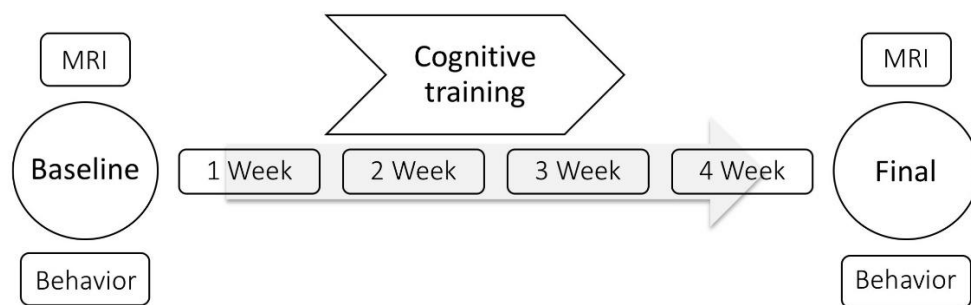 MRI
Baseline
Behavior
Cognitive
training
1 Week
2 Week
3 Week
4 Week
MRI
Final
Behavior